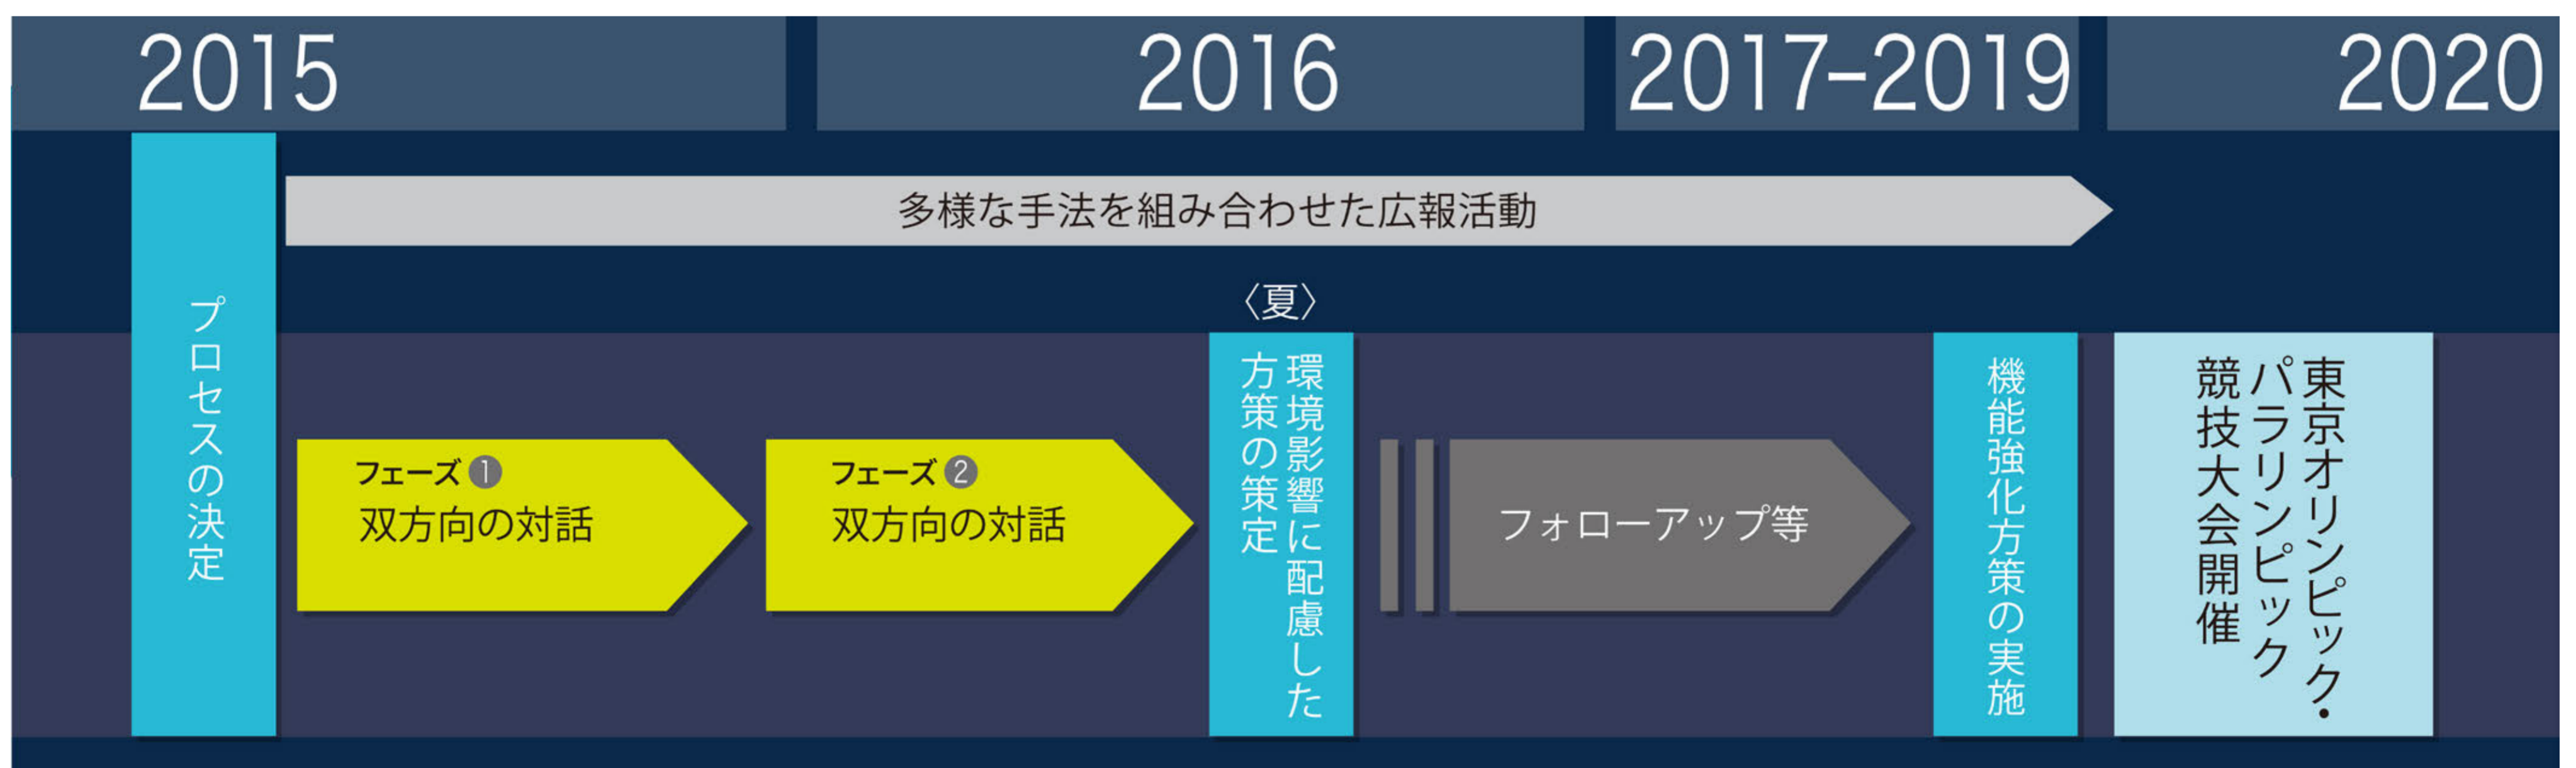 2015
2016
2017-2019
2020
多様な手法を組み合わせた広報活動
プロセスの決定
フェーズ❶
双方向の対話
フェーズ❷
双方向の対話
〈夏〉
環境影響に配慮した
方策の策定
フォローアップ等
機能強化方策の実施
東京オリンピック・
パラリンピック
競技大会開催